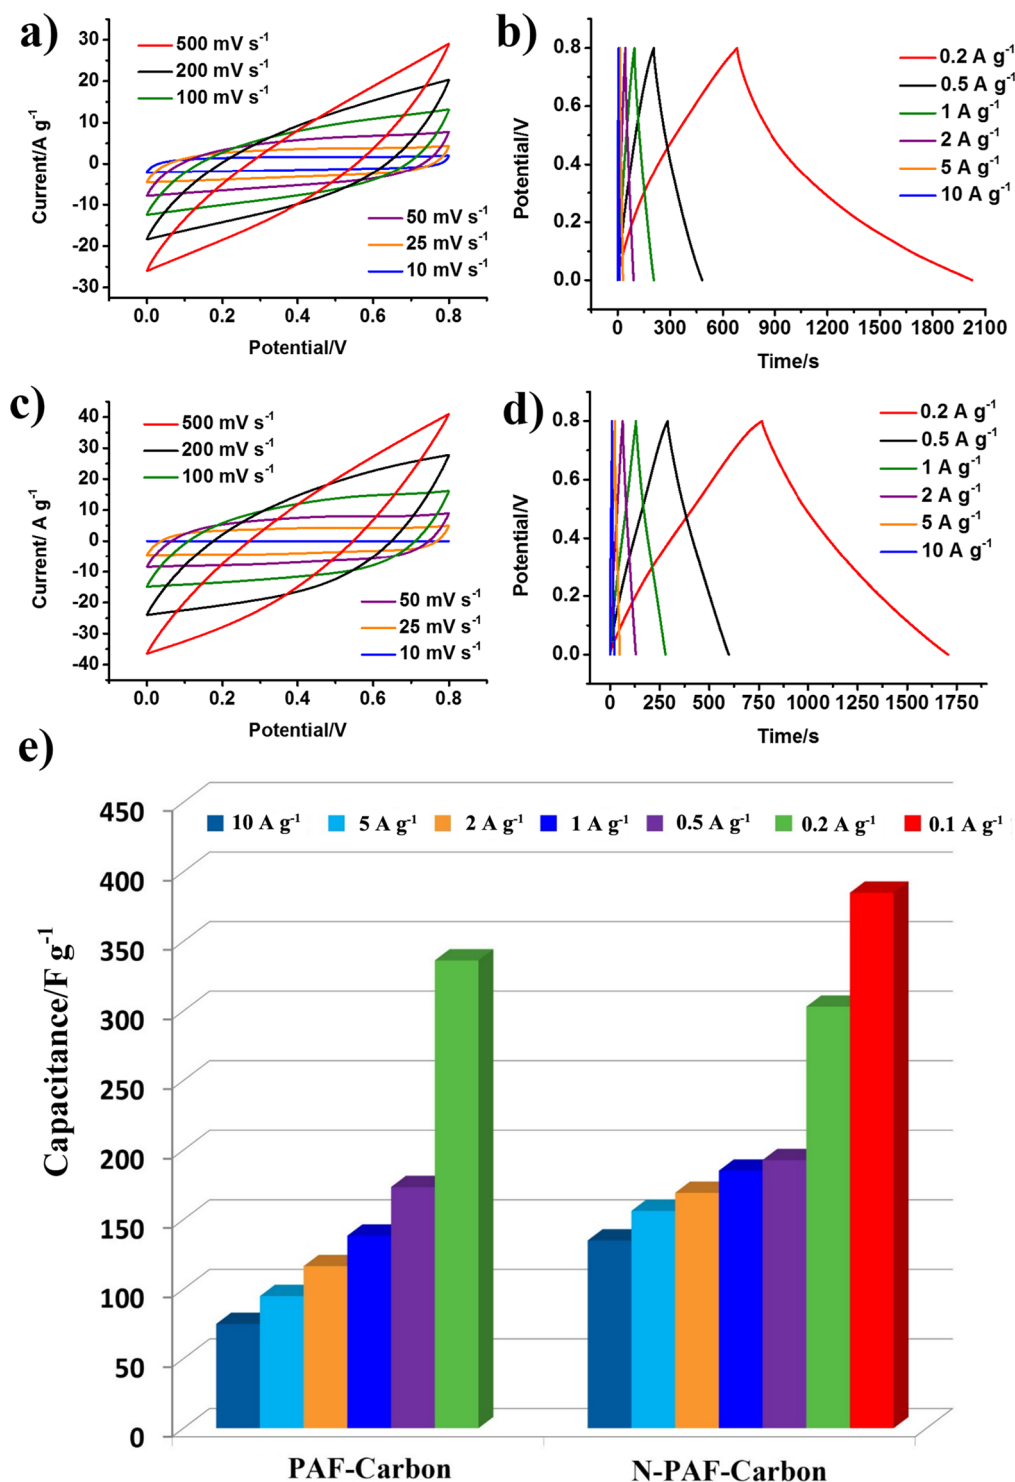 a)
500 mV s⁻¹
200 mV s⁻¹
100 mV s⁻¹
50 mV s⁻¹
25 mV s⁻¹
10 mV s⁻¹
30
20
10
0
-10
-20
-30
Current/A g⁻¹
0.0 0.2 0.4 0.6 0.8
Potential/V
b)
0.2 A g⁻¹
0.5 A g⁻¹
1 A g⁻¹
2 A g⁻¹
5 A g⁻¹
10 A g⁻¹
0.8
0.6
0.4
0.2
0.0
Potential/V
0 300 600 900 1200 1500 1800 2100
Time/s
c)
500 mV s⁻¹
200 mV s⁻¹
100 mV s⁻¹
50 mV s⁻¹
25 mV s⁻¹
10 mV s⁻¹
40
30
20
10
0
-10
-20
-30
-40
Current/ A g⁻¹
0.0 0.2 0.4 0.6 0.8
Potential/V
d)
0.2 A g⁻¹
0.5 A g⁻¹
1 A g⁻¹
2 A g⁻¹
5 A g⁻¹
10 A g⁻¹
0.8
0.6
0.4
0.2
0.0
Potential/V
0 250 500 750 1000 1250 1500 1750
Time/s
e)
10 A g⁻¹ 5 A g⁻¹ 2 A g⁻¹ 1 A g⁻¹ 0.5 A g⁻¹ 0.2 A g⁻¹ 0.1 A g⁻¹
450
400
350
300
250
200
150
100
50
0
Capacitance/F g⁻¹
PAF-Carbon N-PAF-Carbon